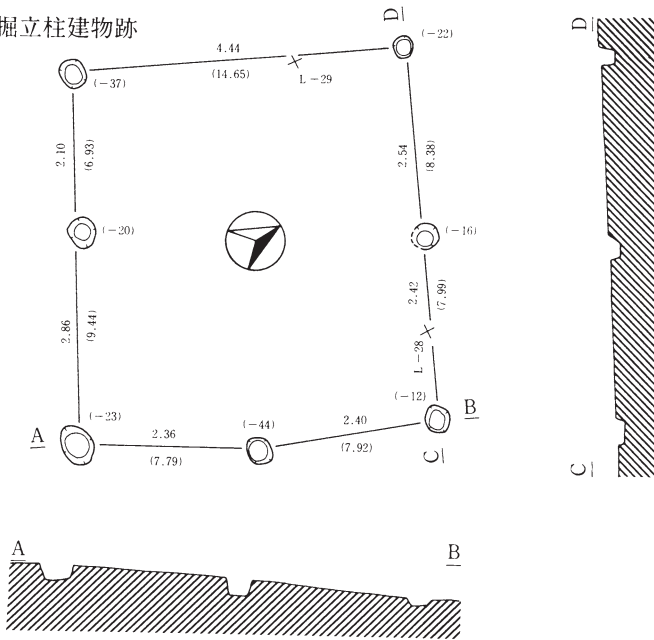 掘立柱建物跡
D
(-22)
4.44
(14.65)
L-29
(-37)
2.10
(6.93)
2.54
(8.38)
(-20)
(-16)
2.86
(9.44)
2.42
(7.99)
L-28
(-12)
(-23)
(-44)
A
B
2.36
(7.79)
2.40
(7.92)
C
D
C
A
B